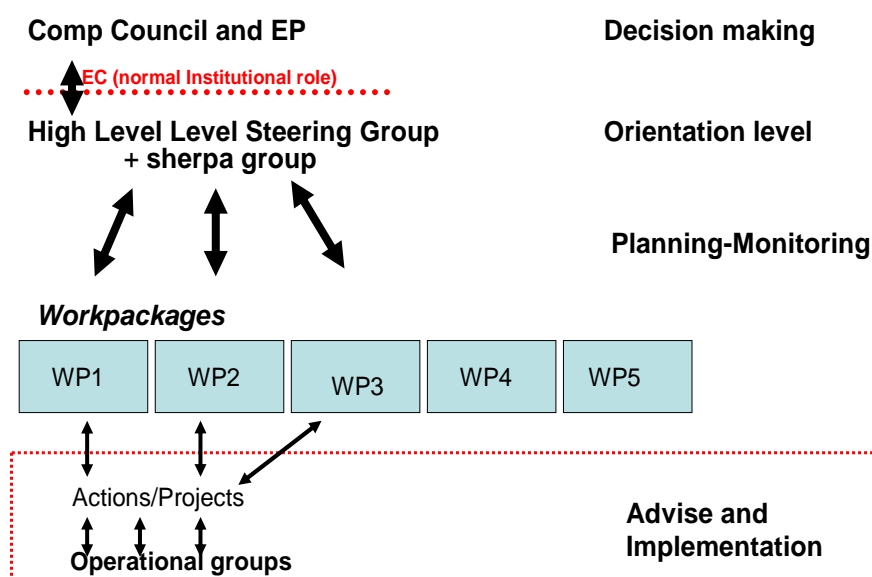 Comp Council and EP
Decision making
EC (normal Institutional role)
High Level Level Steering Group
+ sherpa group
Orientation level
Planning-Monitoring
Workpackages
WP1
WP2
WP3
WP4
WP5
Actions/Projects
Operational groups
Advise and
Implementation